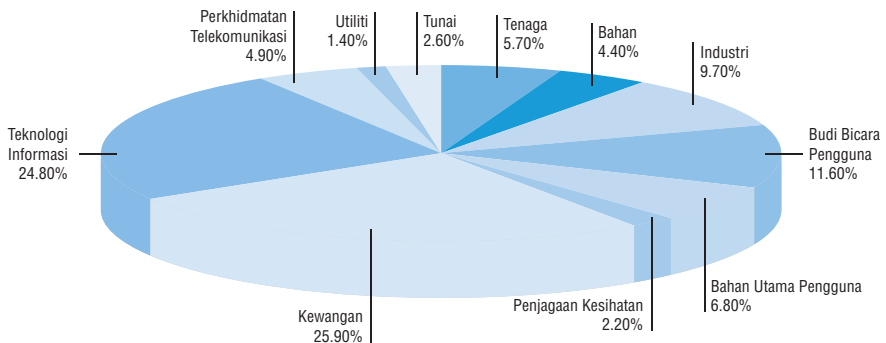 Perkhidmatan
Telekomunikasi
4.90%
Utiliti
1.40%
Tunai
2.60%
Tenaga
5.70%
Bahan
4.40%
Industri
9.70%
Budi Bicara
Pengguna
11.60%
Bahan Utama Pengguna
6.80%
Penjagaan Kesihatan
2.20%
Kewangan
25.90%
Teknologi
Informasi
24.80%